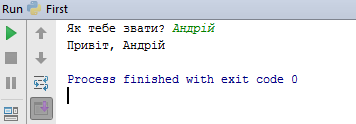 Run First
Як тебе звати? Андрій
Привіт, Андрій
Process finished with exit code 0